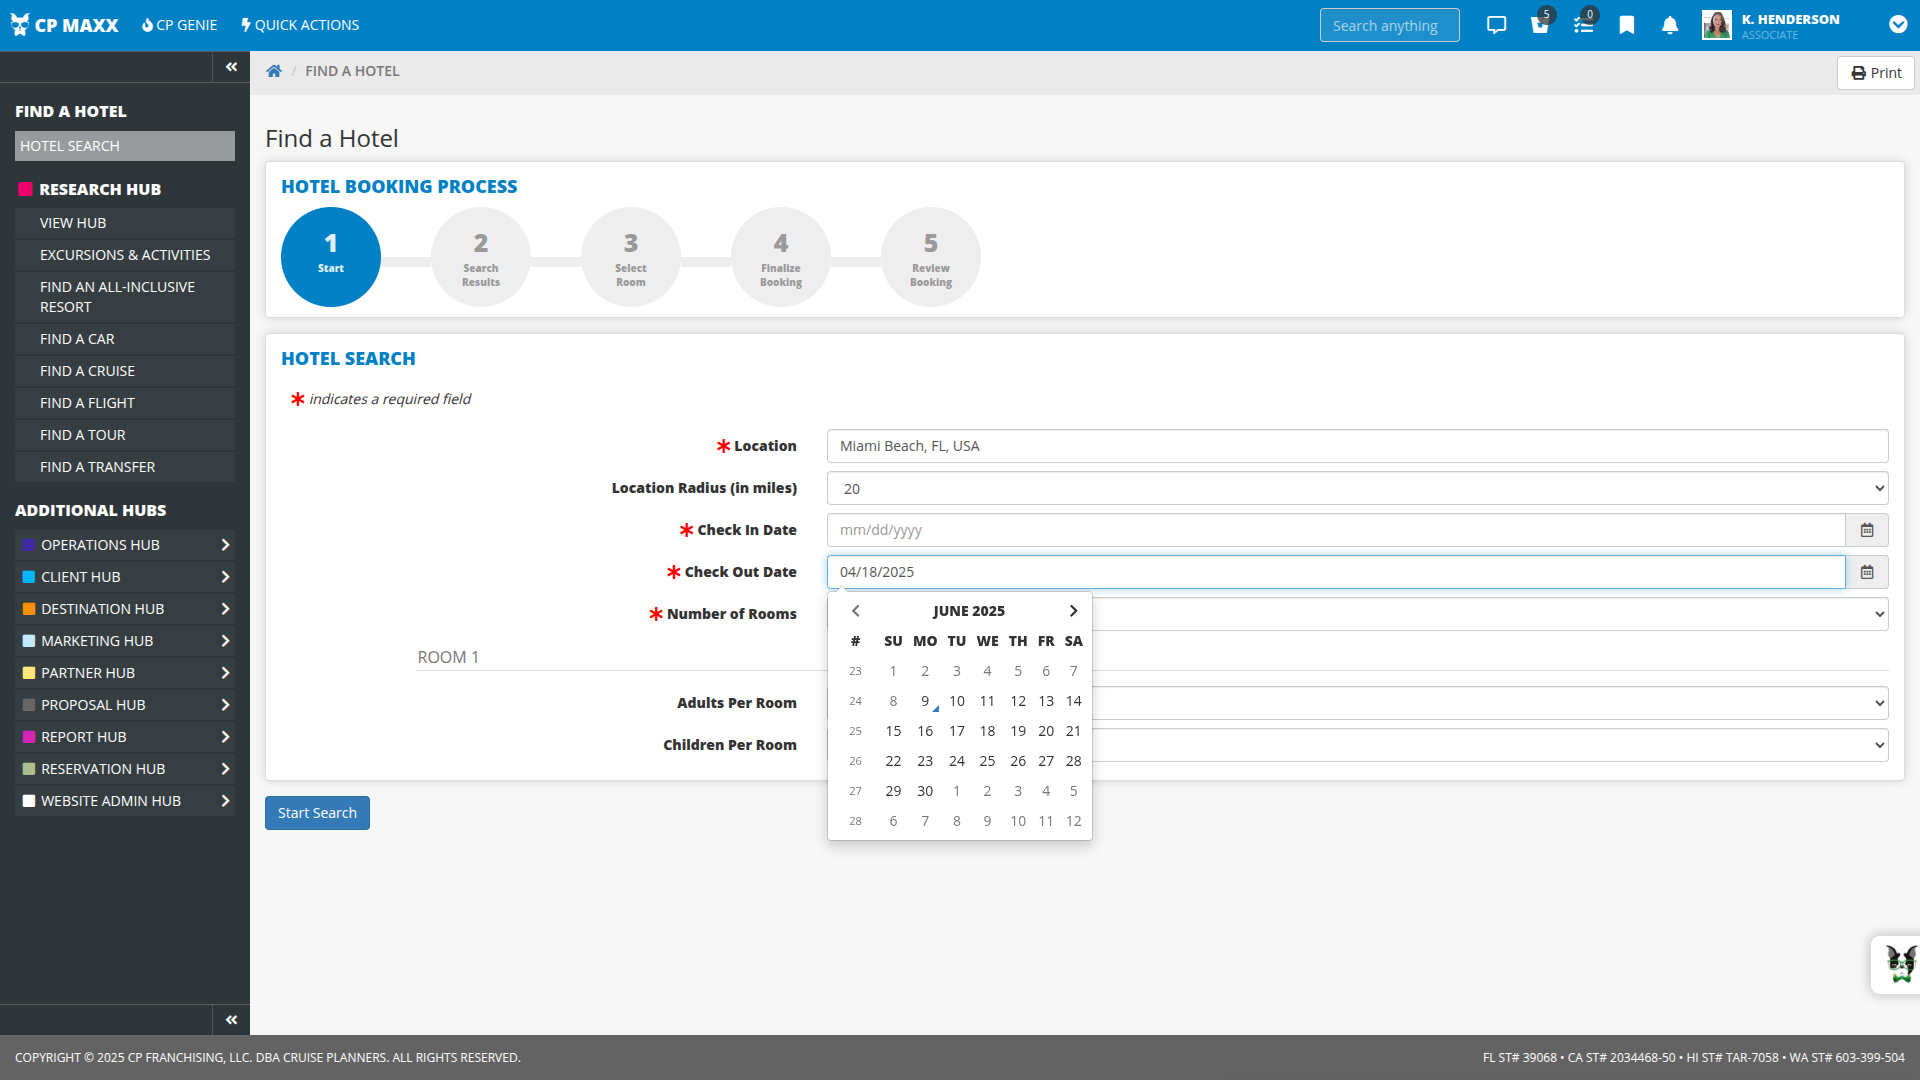 CP MAXX
CP GENIE
QUICK ACTIONS
Search anything
5
0
K. HENDERSON
ASSOCIATE
FIND A HOTEL
Print
FIND A HOTEL
HOTEL SEARCH
RESEARCH HUB
VIEW HUB
EXCURSIONS & ACTIVITIES
FIND AN ALL-INCLUSIVE
RESORT
FIND A CAR
FIND A CRUISE
FIND A FLIGHT
FIND A TOUR
FIND A TRANSFER
ADDITIONAL HUBS
OPERATIONS HUB
CLIENT HUB
DESTINATION HUB
MARKETING HUB
PARTNER HUB
PROPOSAL HUB
REPORT HUB
RESERVATION HUB
WEBSITE ADMIN HUB
Find a Hotel
HOTEL BOOKING PROCESS
1
Start
2
Search
Results
3
Select
Room
4
Finalize
Booking
5
Review
Booking
HOTEL SEARCH
* indicates a required field
* Location
Miami Beach, FL, USA
Location Radius (in miles)
20
* Check In Date
mm/dd/yyyy
* Check Out Date
04/18/2025
* Number of Rooms
ROOM 1
Adults Per Room
Children Per Room
JUNE 2025
# SU MO TU WE TH FR SA
23 1 2 3 4 5 6 7
24 8 9 10 11 12 13 14
25 15 16 17 18 19 20 21
26 22 23 24 25 26 27 28
27 29 30 1 2 3 4 5
28 6 7 8 9 10 11 12
Start Search
COPYRIGHT © 2025 CP FRANCHISING, LLC. DBA CRUISE PLANNERS. ALL RIGHTS RESERVED.
FL ST# 39068 • CA ST# 2034468-50 • HI ST# TAR-7058 • WA ST# 603-399-504